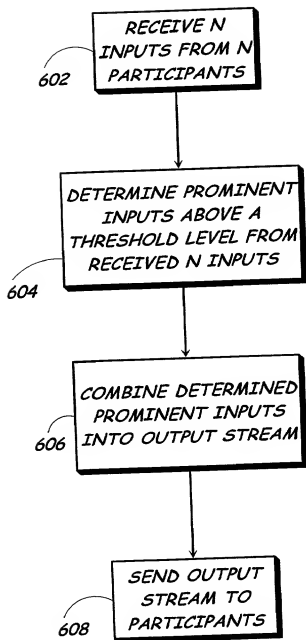 RECEIVE N
INPUTS FROM N
PARTICIPANTS
602
DETERMINE PROMINENT
INPUTS ABOVE A
THRESHOLD LEVEL FROM
RECEIVED N INPUTS
604
COMBINE DETERMINED
PROMINENT INPUTS
INTO OUTPUT STREAM
606
SEND OUTPUT
STREAM TO
PARTICIPANTS
608